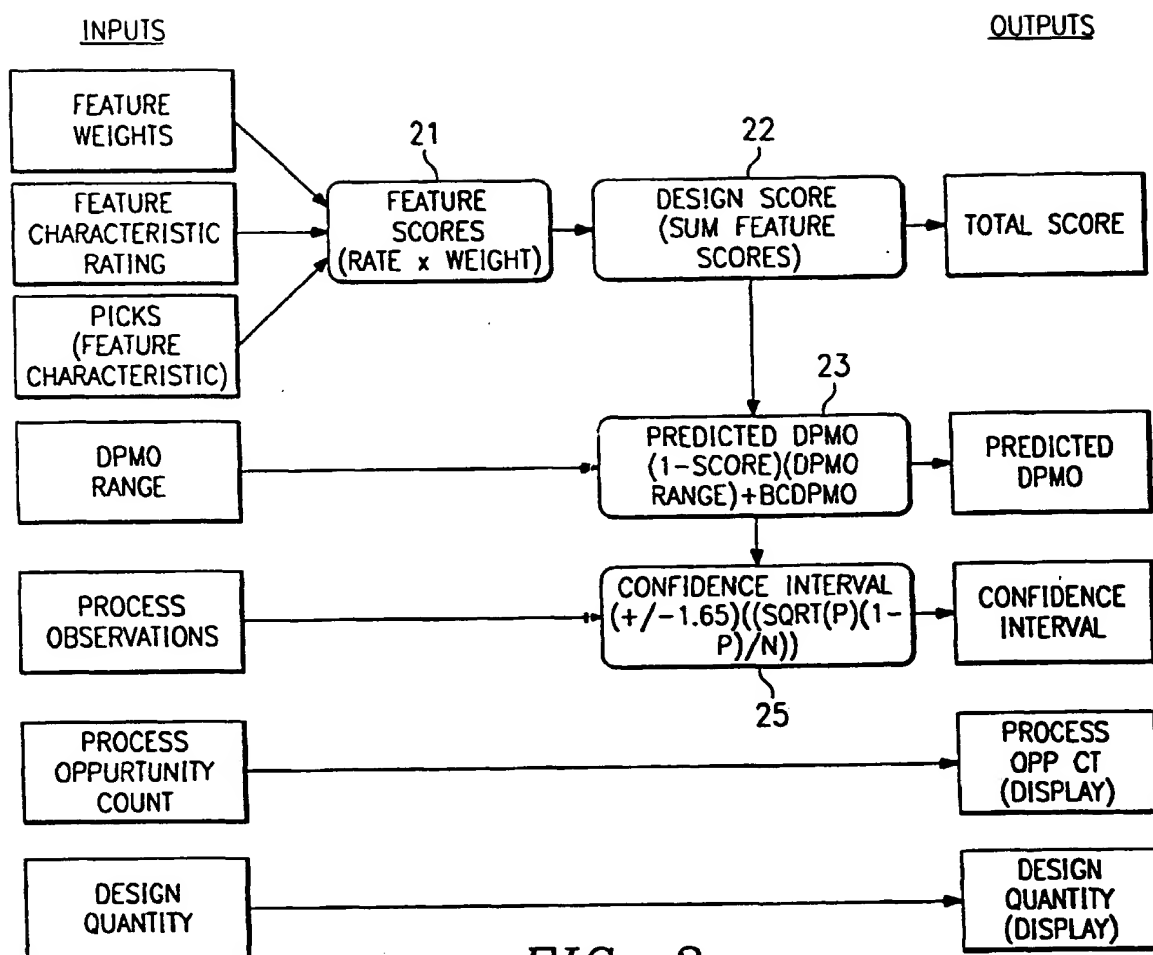 INPUTS
OUTPUTS
FEATURE
WEIGHTS
FEATURE
CHARACTERISTIC
RATING
PICKS
(FEATURE
CHARACTERISTIC)
21
FEATURE
SCORES
(RATE x WEIGHT)
22
DESIGN SCORE
(SUM FEATURE
SCORES)
TOTAL SCORE
DPMO
RANGE
23
PREDICTED DPMO
(1-SCORE)(DPMO
RANGE)+BCDPMO
PREDICTED
DPMO
PROCESS
OBSERVATIONS
CONFIDENCE INTERVAL
(+/-1.65)((SQRT(P)(1-
P)/N))
25
CONFIDENCE
INTERVAL
PROCESS
OPPURTUNITY
COUNT
PROCESS
OPP CT
(DISPLAY)
DESIGN
QUANTITY
DESIGN
QUANTITY
(DISPLAY)